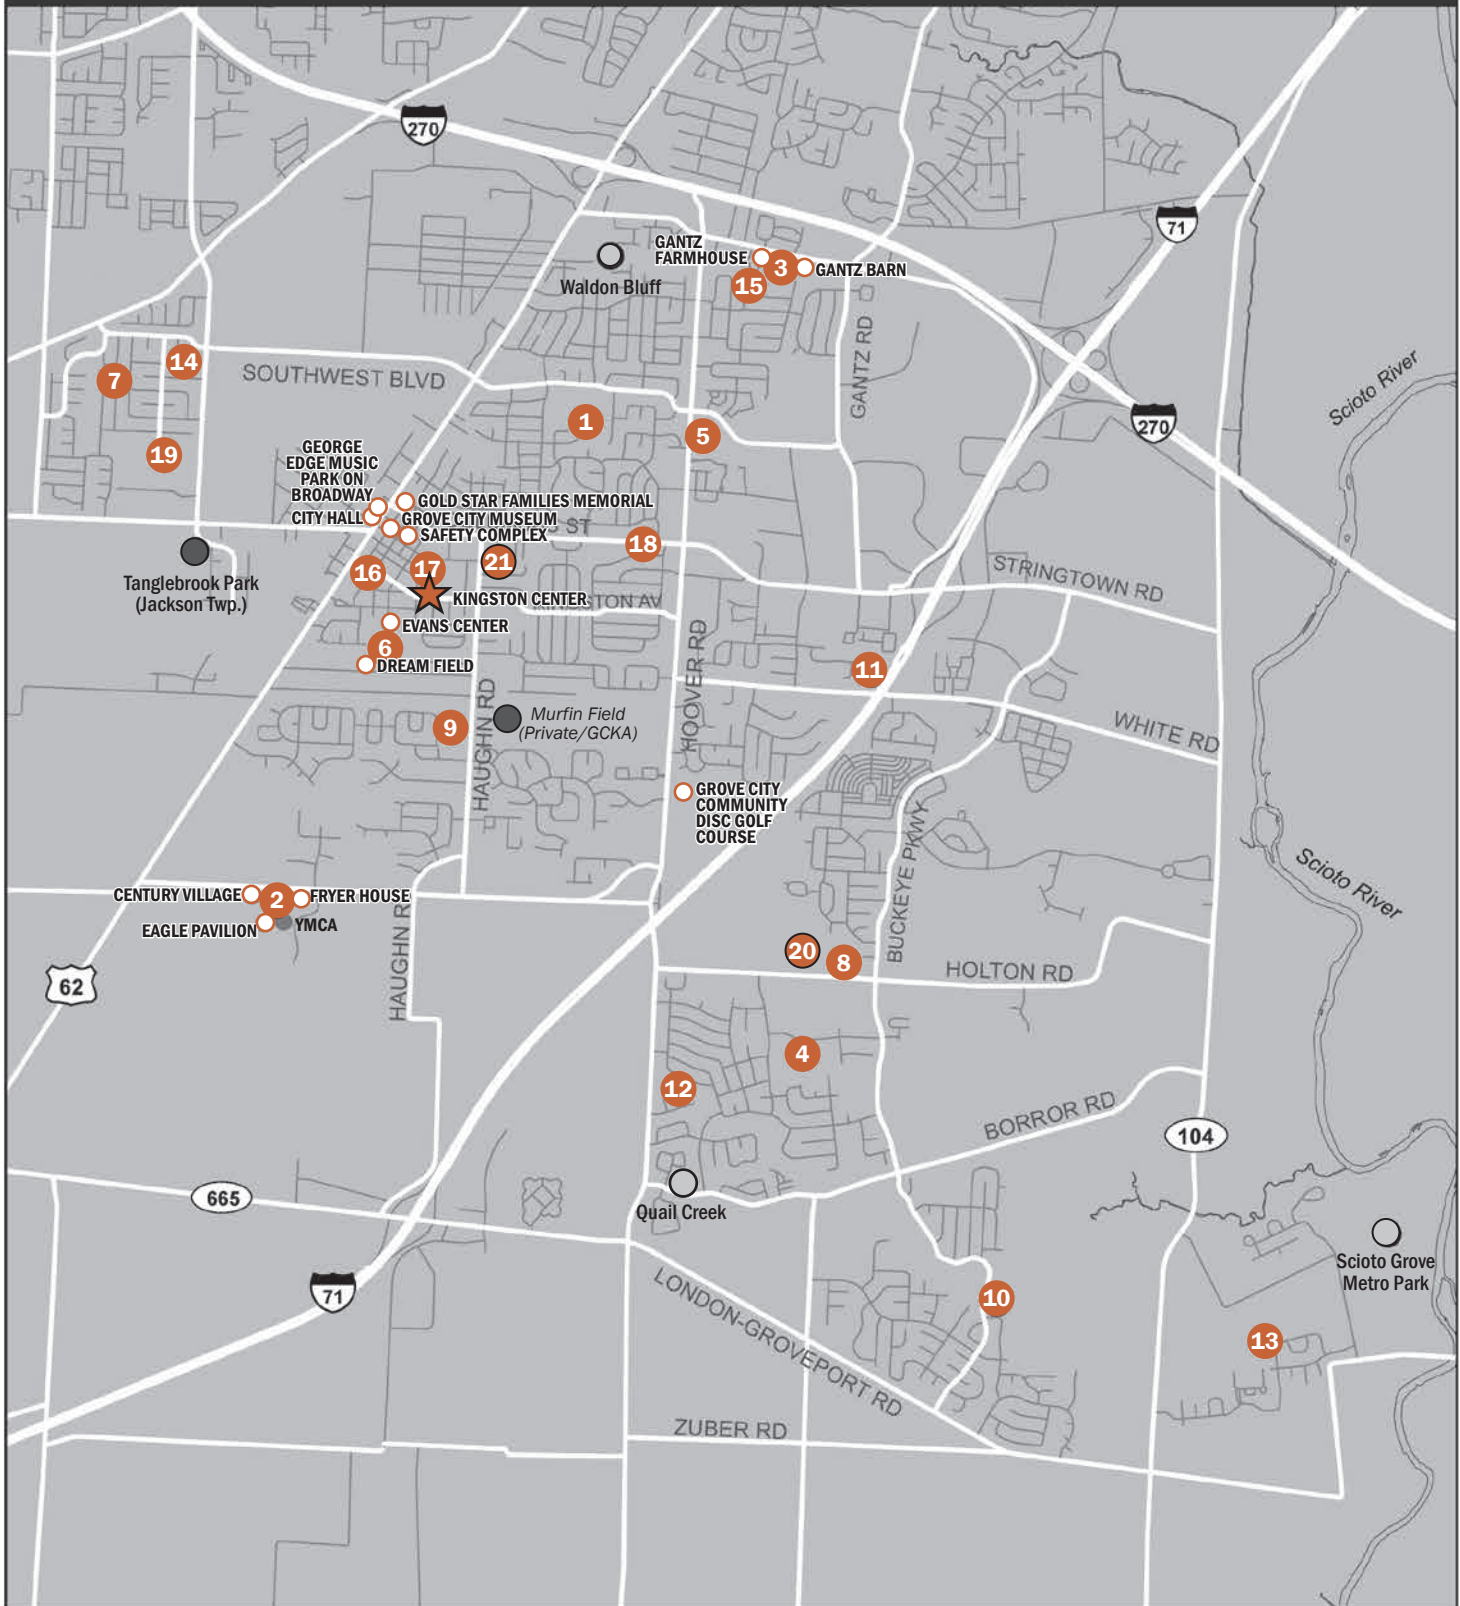 270
71
GANTZ
FARMHOUSE
3
GANTZ BARN
15
Waldon Bluff
GANTZ RD
14
7
SOUTHWEST BLVD
Scioto River
270
1
5
19
GEORGE
EDGE MUSIC
PARK ON
BROADWAY
GOLD STAR FAMILIES MEMORIAL
CITY HALL
GROVE CITY MUSEUM
ST
SAFETY COMPLEX
18
21
17
16
Tanglebrook Park
(Jackson Twp.)
STRINGTOWN RD
KINGSTON CENTER
KINGSTON AV
EVANS CENTER
6
DREAM FIELD
11
HOOVER RD
9
HAUGHN RD
Murfin Field
(Private/GCKA)
WHITE RD
GROVE CITY
COMMUNITY
DISC GOLF
COURSE
BUCKEYE PKWY
Scioto River
CENTURY VILLAGE
2
FRYER HOUSE
EAGLE PAVILION
YMCA
HAUGHN R
20
8
HOLTON RD
62
4
12
BORROR RD
104
665
Quail Creek
Scioto Grove
Metro Park
71
10
LONDON-GROVEPORT RD
13
ZUBER RD